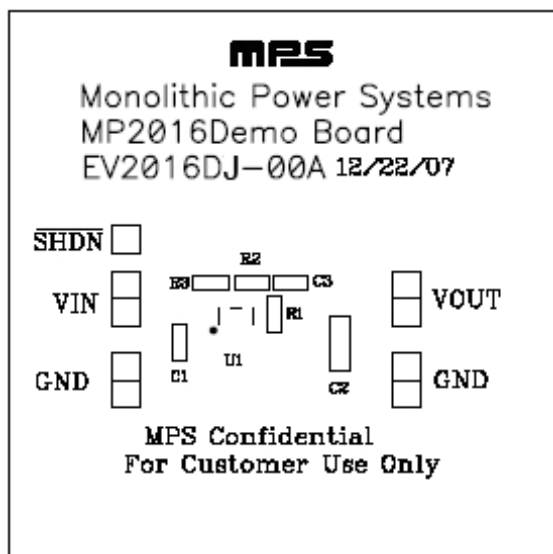 MPS
Monolithic Power Systems
MP2016Demo Board
EV2016DJ-00A 12/22/07
SHDN
R2
R3
C3
VIN
R1
VOUT
U1
C1
C2
GND
GND
MPS Confidential
For Customer Use Only